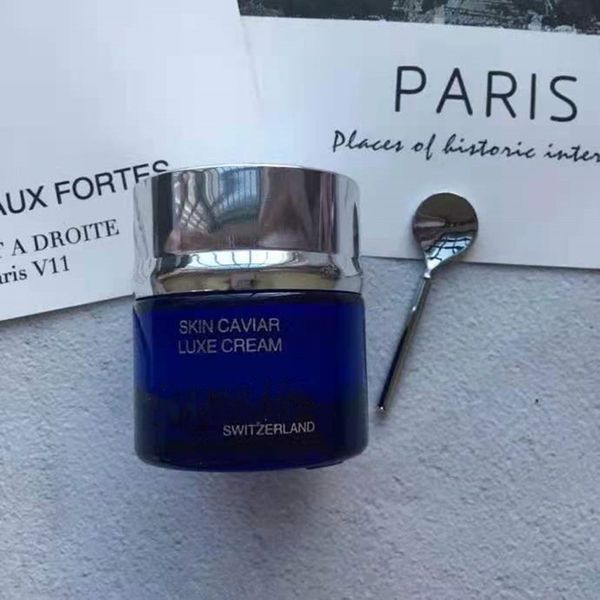 PARIS
Places of historic inter
AUX FORTES
T A DROITE
aris V11
SKIN CAVIAR
LUXE CREAM
SWITZERLAND